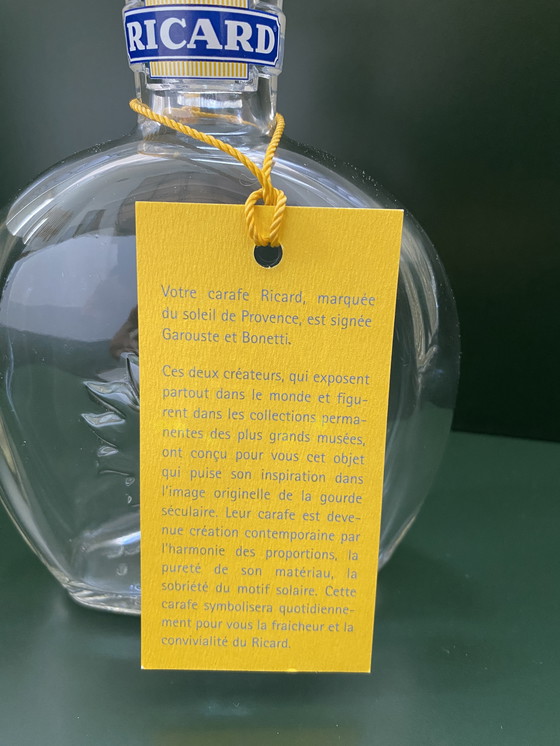 RICARD
Votre carafe Ricard, marquée
du soleil de Provence, est signée
Garouste et Bonetti.
Ces deux créateurs, qui exposent
partout dans le monde et figu-
rent dans les collections perma-
nentes des plus grands musées,
ont conçu pour vous cet objet
qui puise son inspiration dans
l'image originelle de la gourde
séculaire. Leur carafe est deve-
nue création contemporaine par
l'harmonie des proportions, la
pureté de son matériau, la
sobriété du motif solaire. Cette
carafe symbolisera quotidienne-
ment pour vous la fraîcheur et la
convivialité du Ricard.